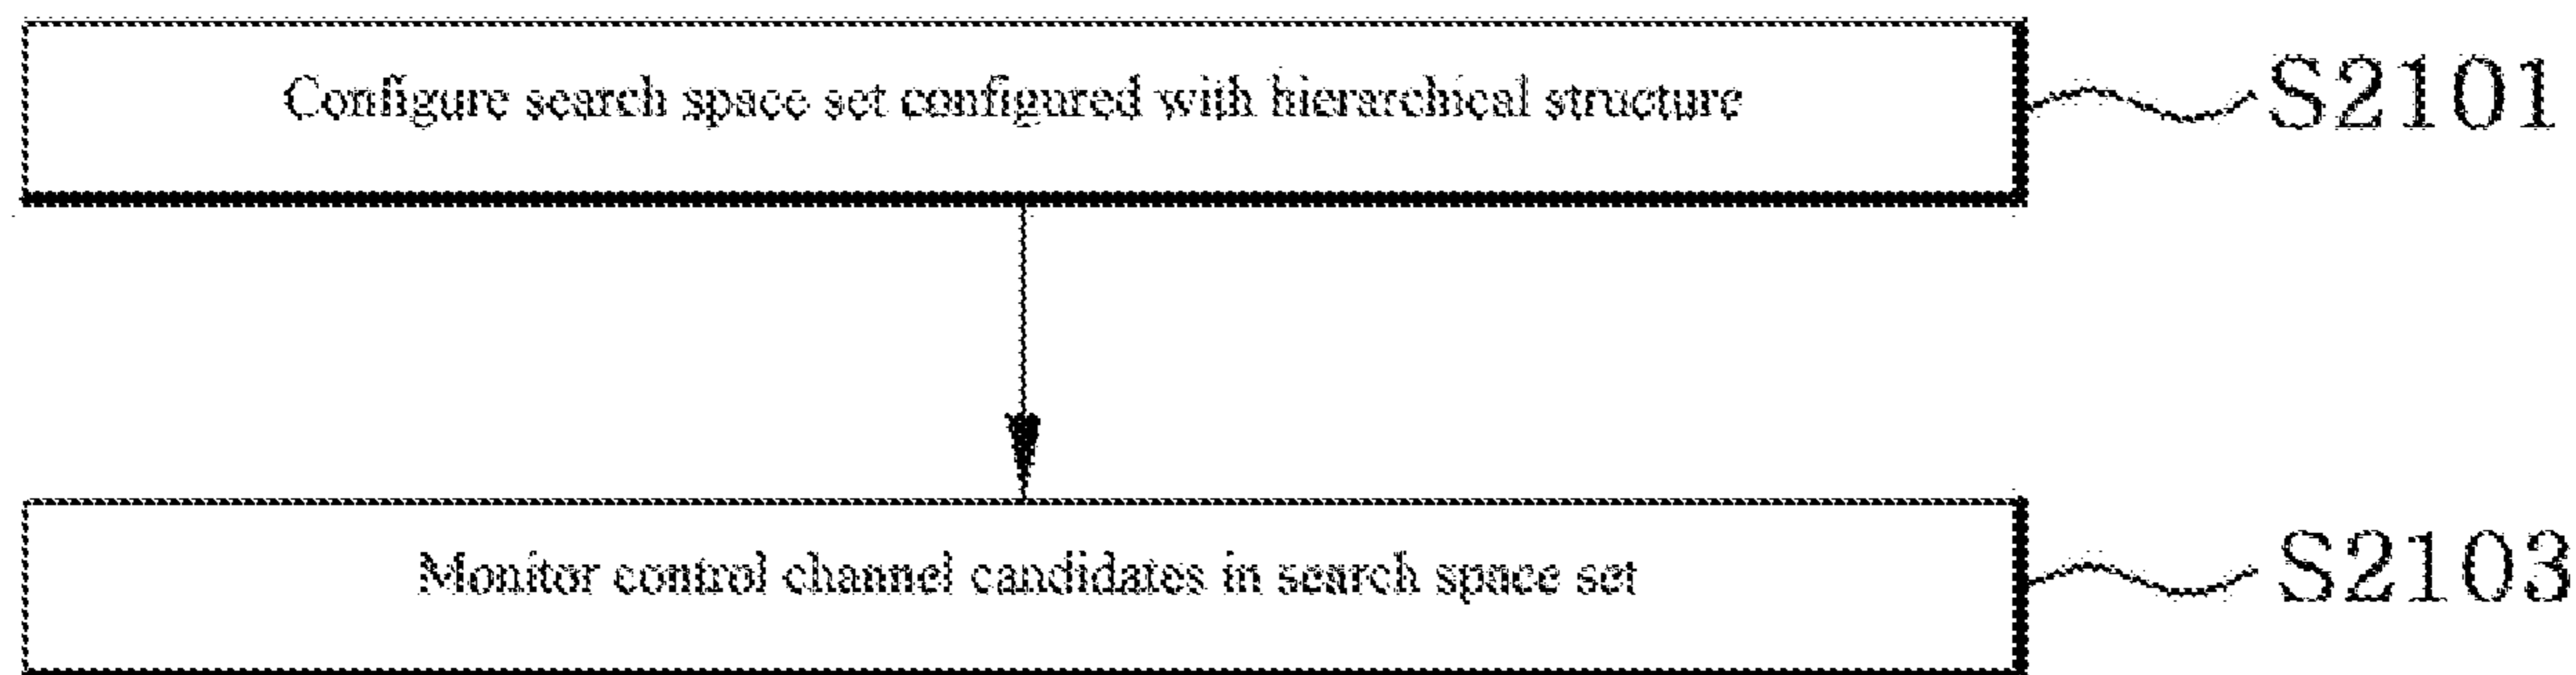 Configure search space set configured with hierarchical structure
S2101
Monitor control channel candidates in search space set
S2103